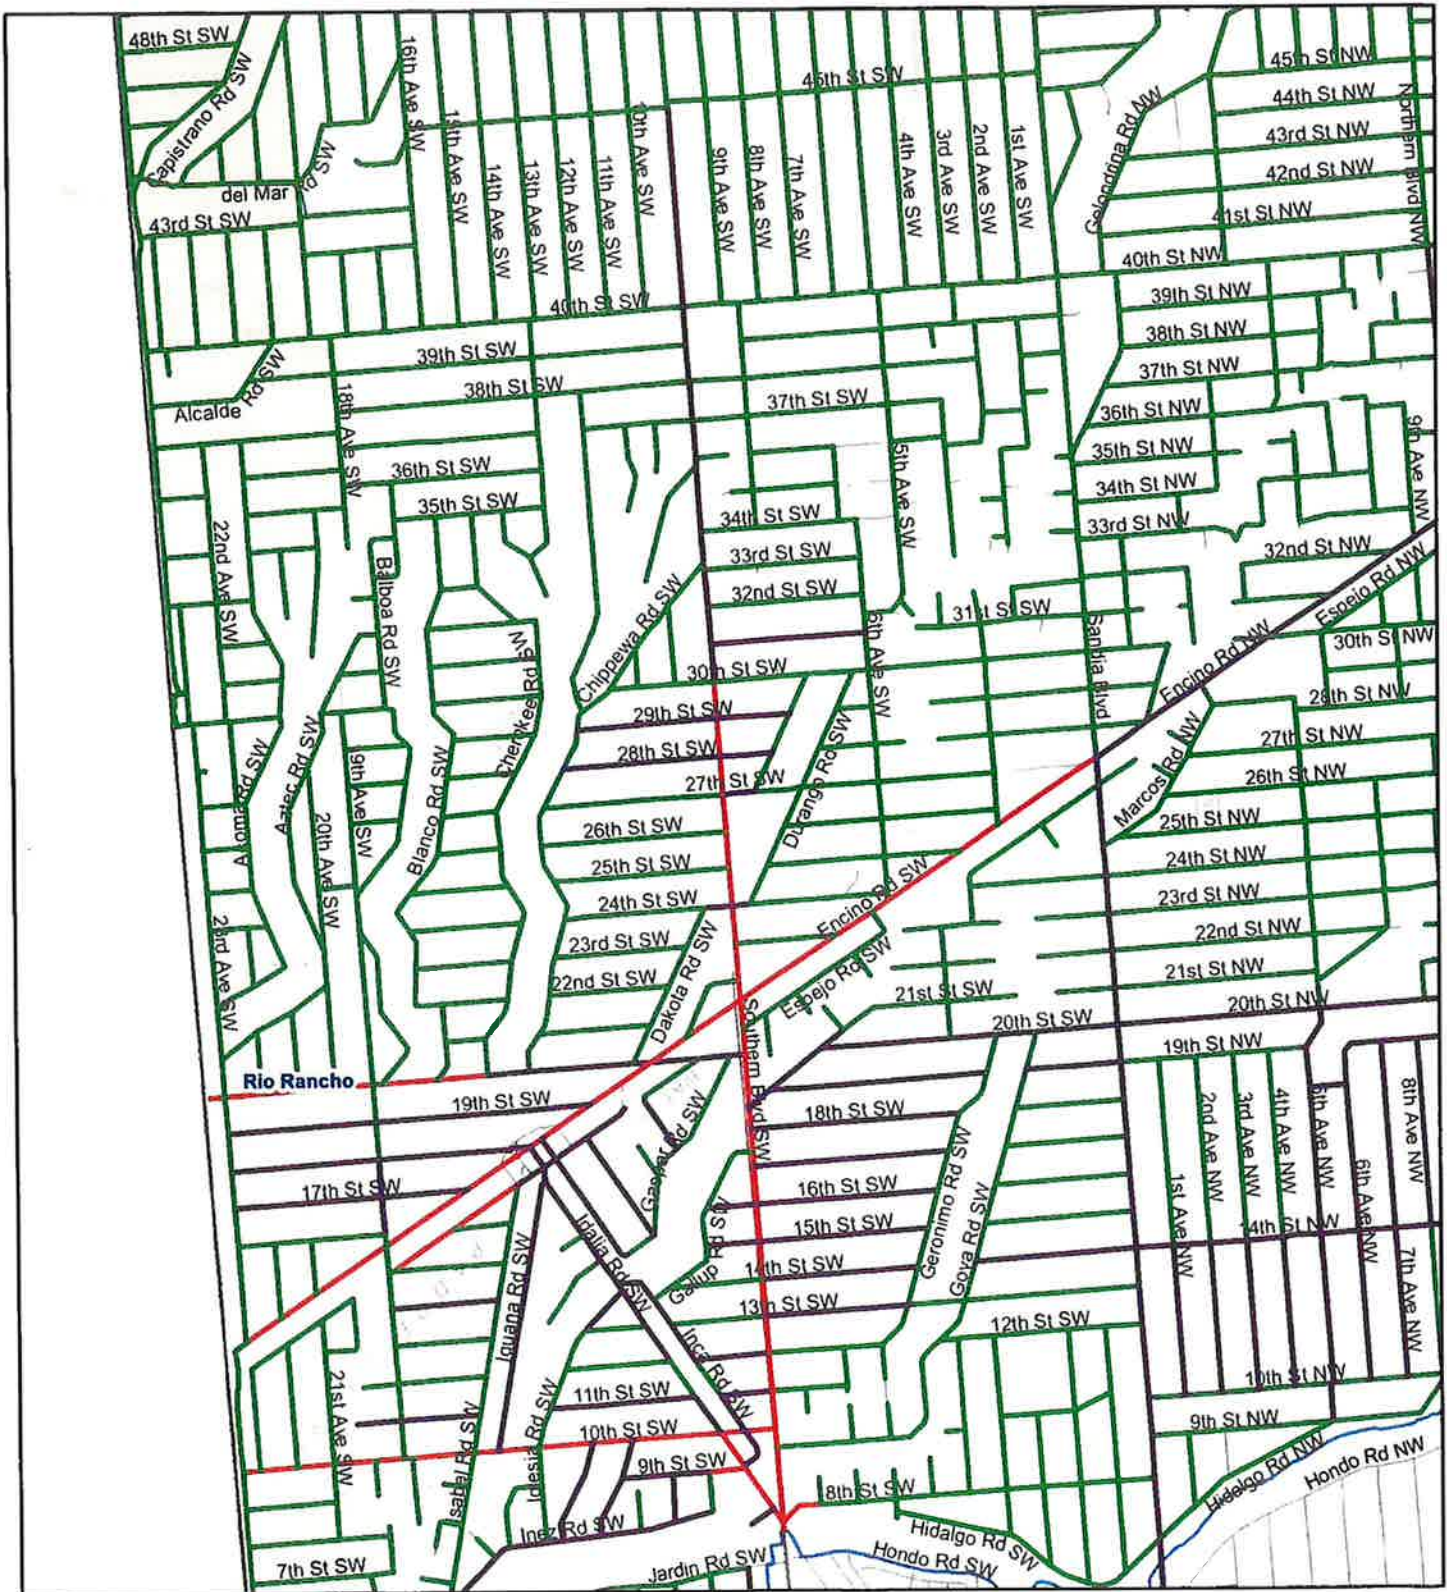 48th St SW
16th Ave SW
45th St SW
45th St NW
44th St NW
Northern Blvd NW
Capistrano Rd SW
15th Ave SW
10th Ave SW
Golondrina Rd NW
43rd St NW
42nd St NW
41st St NW
del Mar Rd SW
43rd St SW
14th Ave SW
13th Ave SW
12th Ave SW
11th Ave SW
9th Ave SW
8th Ave SW
7th Ave SW
4th Ave SW
3rd Ave SW
2nd Ave SW
1st Ave SW
40th St NW
40th St SW
39th St NW
38th St NW
39th St SW
37th St NW
38th St SW
37th St SW
36th St NW
Alcalde Rd SW
18th Ave SW
9th Ave NW
35th St NW
36th St SW
5th Ave SW
34th St NW
35th St SW
34th St SW
33rd St NW
22nd Ave SW
33rd St SW
32nd St NW
Espejo Rd NW
Balboa Rd SW
32nd St SW
31st St SW
Chippewa Rd SW
6th Ave SW
Sandia Blvd
30th St NW
Encino Rd NW
Cherokee Rd SW
30th St SW
28th St NW
29th St SW
28th St SW
27th St SW
27th St NW
26th St NW
Marcos Rd NW
Durango Rd SW
Aztec Rd SW
19th Ave SW
Blanco Rd SW
20th Ave SW
26th St SW
25th St NW
25th St SW
24th St NW
24th St SW
23rd St NW
Encino Rd SW
23rd St SW
22nd St NW
22nd St SW
21st St NW
23rd Ave SW
Dakota Rd SW
Espejo Rd SW
21st St SW
20th St NW
20th St SW
19th St NW
Southern Blvd SW
Rio Rancho
19th St SW
18th St SW
Gaspar Rd SW
2nd Ave NW
3rd Ave NW
4th Ave NW
5th Ave NW
8th Ave NW
17th St SW
16th St SW
1st Ave NW
6th Ave NW
15th St SW
14th St NW
Idalia Rd SW
Gallup Rd SW
Geronimo Rd SW
Goya Rd SW
14th St SW
7th Ave NW
Iguana Rd SW
13th St SW
12th St SW
Inca Rd SW
21st Ave SW
11th St SW
10th St NW
10th St SW
9th St NW
Isabel Rd SW
Iglesia Rd SW
9th St SW
8th St SW
Hidalgo Rd NW
Hondo Rd NW
Inez Rd SW
Hidalgo Rd SW
7th St SW
Jardin Rd SW
Hondo Rd SW